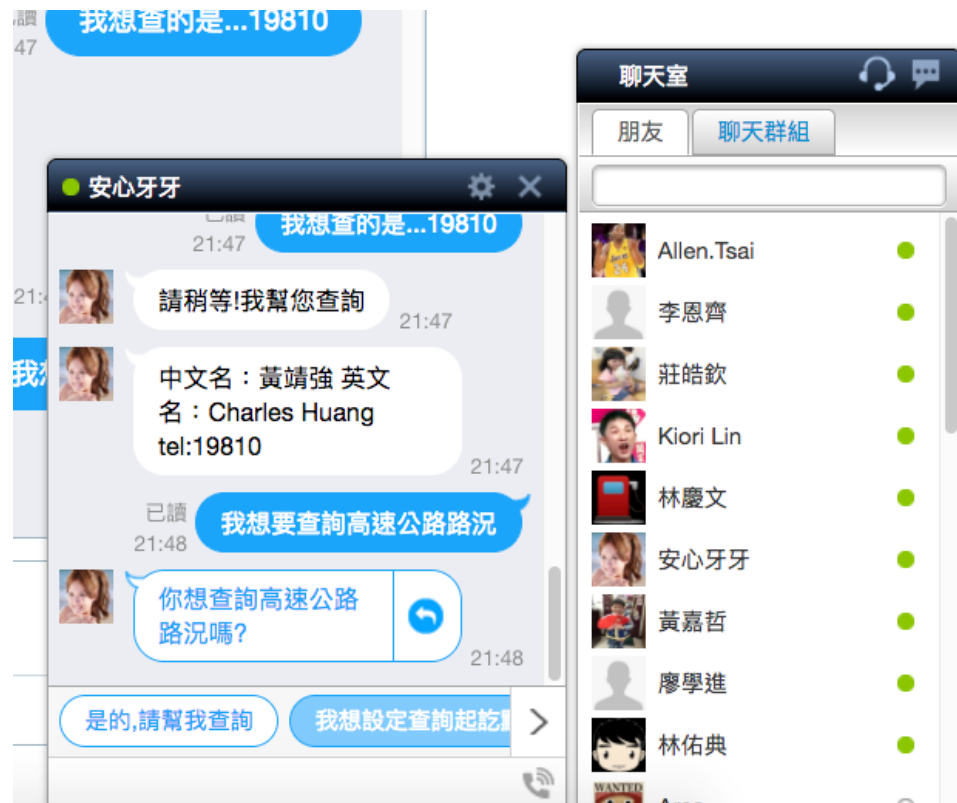 47
我想查的是...19810
21:4
安心牙牙
已讀
21:47
我想查的是...19810
請稍等!我幫您查詢
21:47
中文名：黃靖強 英文
名：Charles Huang
tel:19810
21:47
已讀
21:48
我想要查詢高速公路路況
你想查詢高速公路
路況嗎?
21:48
是的,請幫我查詢
我想設定查詢起訖
聊天室
朋友
聊天群組
Allen.Tsai
李恩齊
莊皓欽
Kiori Lin
林慶文
安心牙牙
黃嘉哲
廖學進
林佑典
WANTED